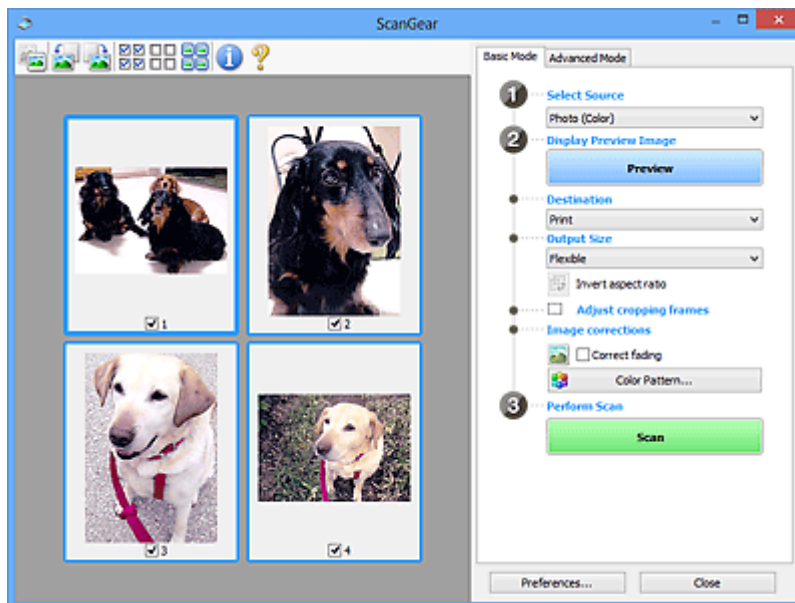 ScanGear
Basic Mode
Advanced Mode
1
Select Source
Photo (Color)
2
Display Preview Image
Preview
Destination
Print
Output Size
Flexible
Invert aspect ratio
Adjust cropping frames
Image corrections
Correct fading
Color Pattern...
3
Perform Scan
Scan
1
2
3
4
Preferences...
Close